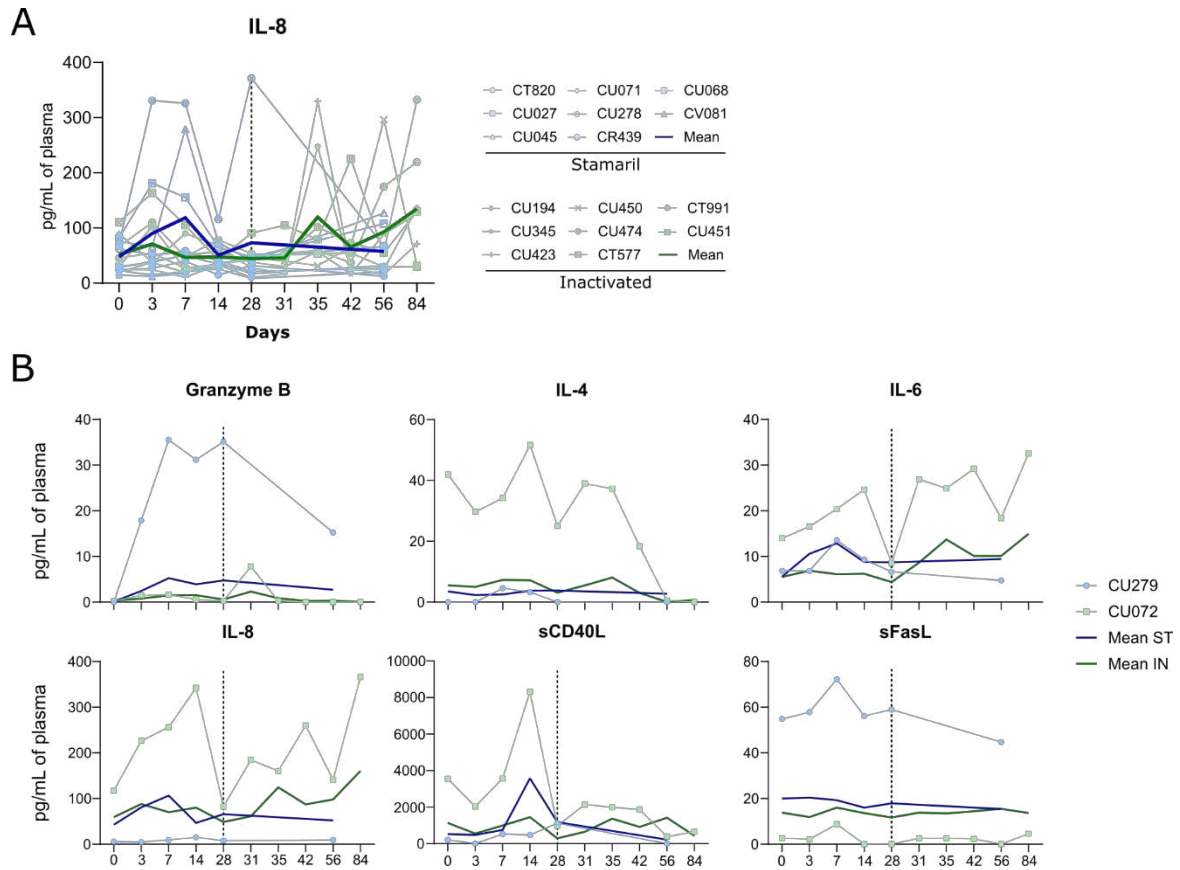 A
IL-8
pg/mL of plasma
400
300
200
100
0
0 3 7 14 28 31 35 42 56 84
Days
CT820 CU071 CU068
CU027 CU278 CV081
CU045 CR439 Mean
Stamaril
CU194 CU450 CT991
CU345 CU474 CU451
CU423 CT577 Mean
Inactivated
B
Granzyme B
pg/mL of plasma
40
30
20
10
0
IL-4
60
40
20
0
IL-6
40
30
20
10
0
IL-8
pg/mL of plasma
400
300
200
100
0
0 3 7 14 28 31 35 42 56 84
sCD40L
10000
8000
6000
4000
2000
0
0 3 7 14 28 31 35 42 56 84
sFasL
80
60
40
20
0
0 3 7 14 28 31 35 42 56 84
CU279
CU072
Mean ST
Mean IN